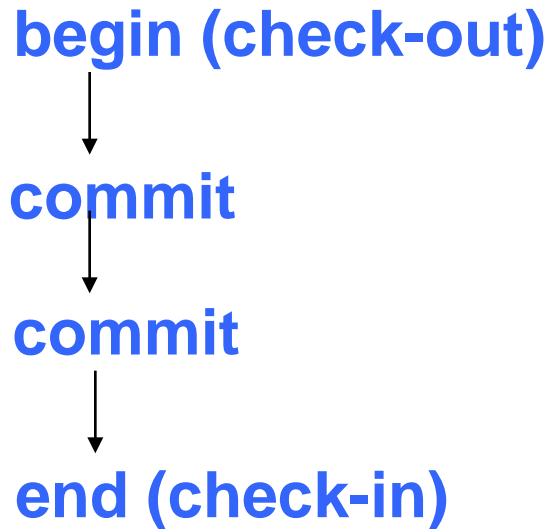 begin (check-out)
commit
commit
end (check-in)